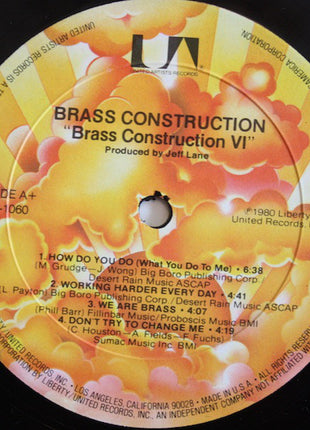 UNITED ARTISTS RECORDS IS A
AMERICA CORPORATION
UA
UNITED ARTISTS RECORDS
BRASS CONSTRUCTION
"Brass Construction VI"
Produced by Jeff Lane
DE A+
-1060
℗1980 Liberty
United Records,
1.HOW DO YOU DO (What You Do To Me) • 6:38
(M. Grudge—J. Wong) Big Boro Publishing Corp./
Desert Rain Music ASCAP
2. WORKING HARDER EVERY DAY • 4:41
L. Payton) Big Boro Publishing Corp / Desert Rain Music ASCAP
3. WE ARE BRASS • 4:07
(Phill Barr) Fillinbar Music/Proboscis Music BMI
4. DON'T TRY TO CHANGE ME • 4:19
C. Houston—A. Fields—F. Fuchs)
Sumac Music Inc. BMI
UNITED RECORDS, INC. • LOS ANGELES, CALIFORNIA 90028 • MADE IN U.S.A. • ALL
CORPORATION BY LIBERTY/UNITED RECORDS, INC. AN INDEPENDENT COMPANY NOT AFFILIATED